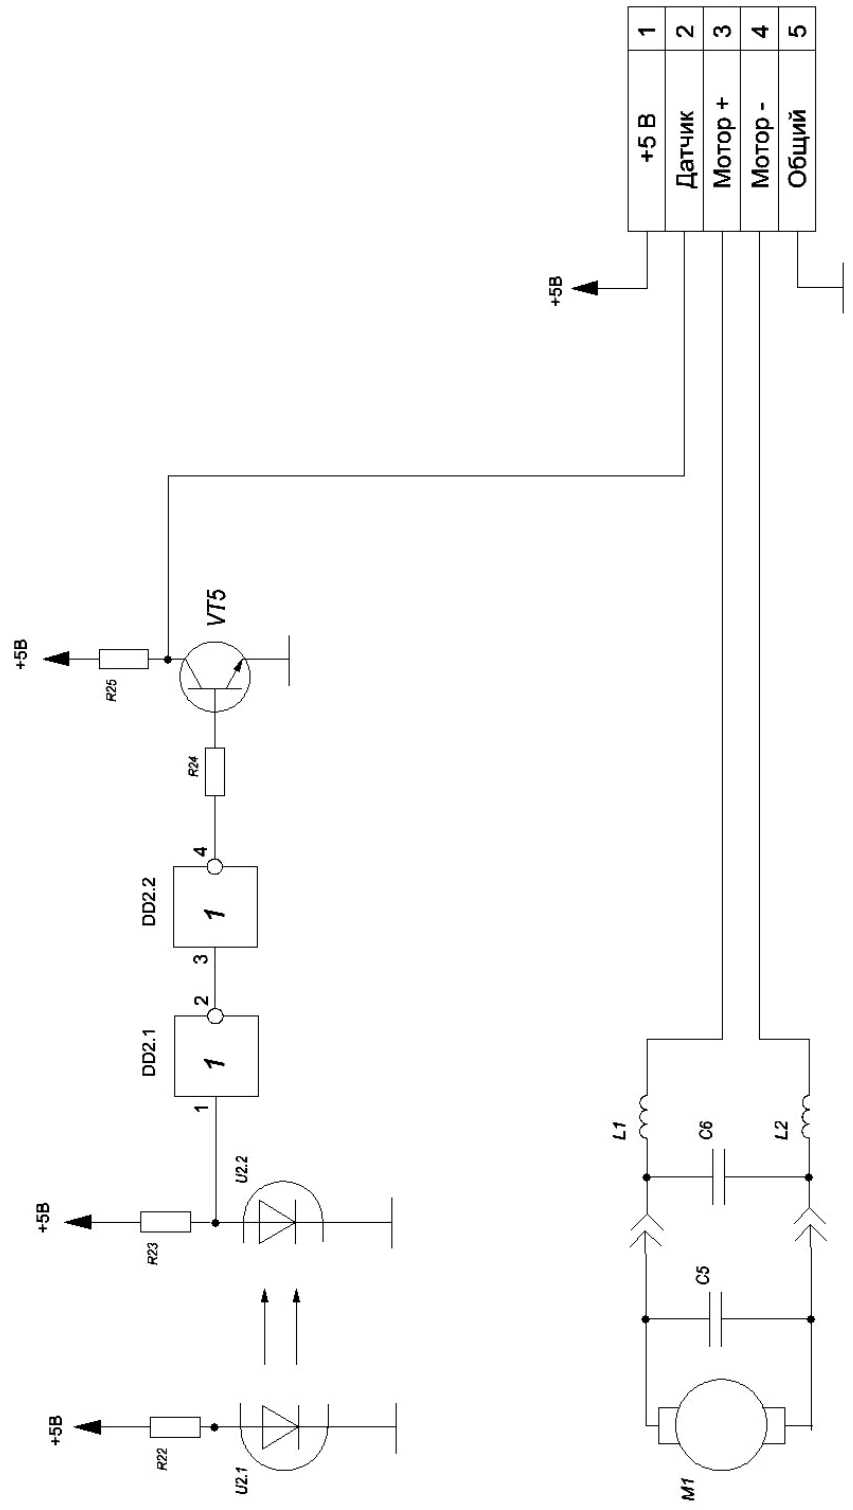 +5В
R22
U2.1
+5В
R23
U2.2
1
DD2.1
1
2
3
DD2.2
1
4
R24
+5В
R25
VT5
+5В
+5 В 1
Датчик 2
Мотор + 3
Мотор - 4
Общий 5
M1
C5
L1
C6
L2